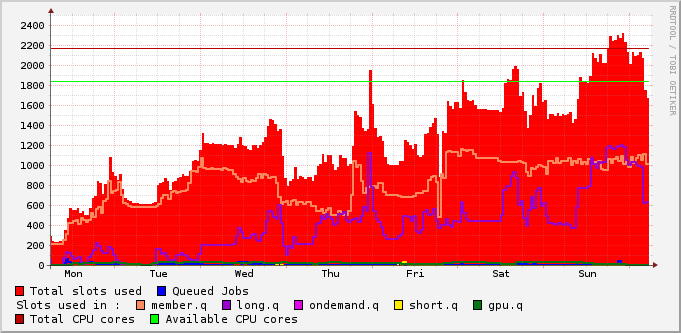 RRDTOOL / TOBI OETIKER
2400
2200
2000
1800
1600
1400
1200
1000
800
600
400
200
0
Mon Tue Wed Thu Fri Sat Sun
Total slots used Queued Jobs
Slots used in : member.q long.q ondemand.q short.q gpu.q
Total CPU cores Available CPU cores